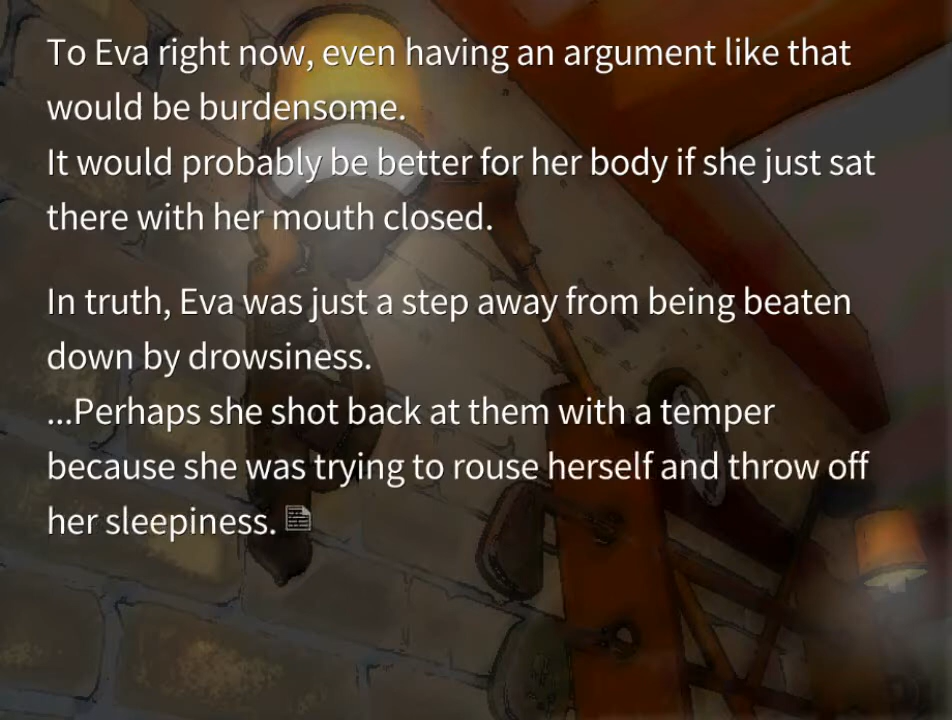 To Eva right now, even having an argument like that
would be burdensome.
It would probably be better for her body if she just sat
there with her mouth closed.
In truth, Eva was just a step away from being beaten
down by drowsiness.
...Perhaps she shot back at them with a temper
because she was trying to rouse herself and throw off
her sleepiness.